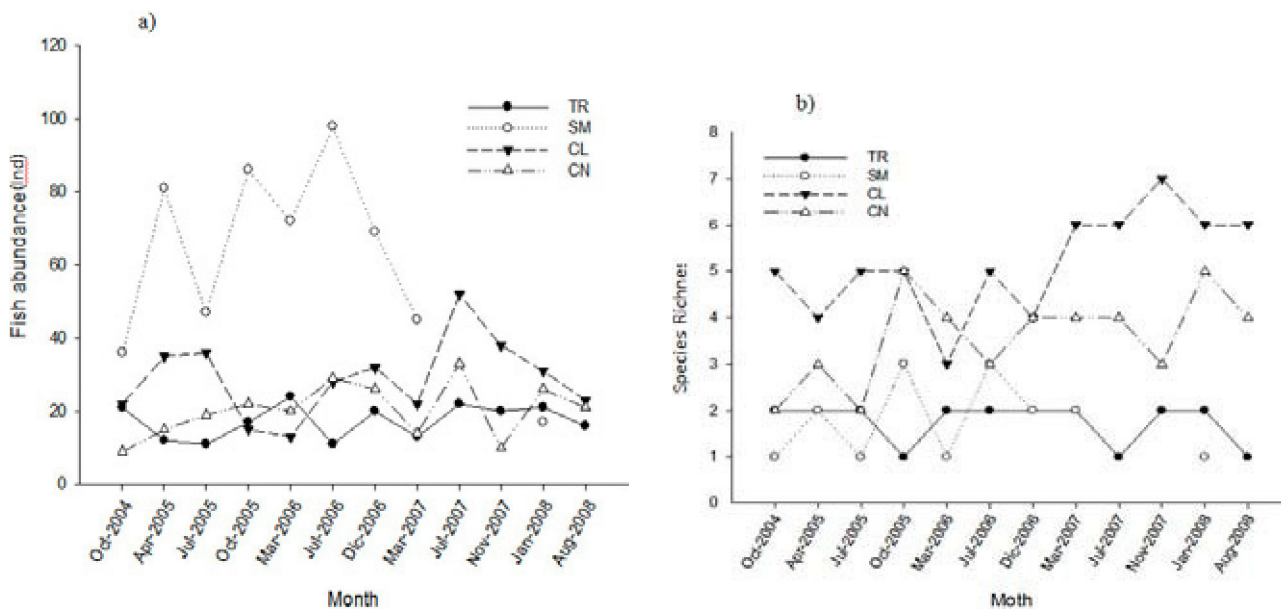 a)
120
100
80
60
40
20
0
Fish abundance(ind
TR
SM
CL
CN
Oct-2004
Apr-2005
Jul-2005
Oct-2005
Mar-2006
Jul-2006
Dic-2006
Mar-2007
Jul-2007
Nov-2007
Jan-2008
Aug-2008
Month
b)
8
7
6
5
4
3
2
1
0
Species Richnes
TR
SM
CL
CN
Oct-2004
Apr-2005
Jul-2005
Oct-2005
Mar-2006
Jul-2006
Dic-2006
Mar-2007
Jul-2007
Nov-2007
Jan-2008
Aug-2008
Moth